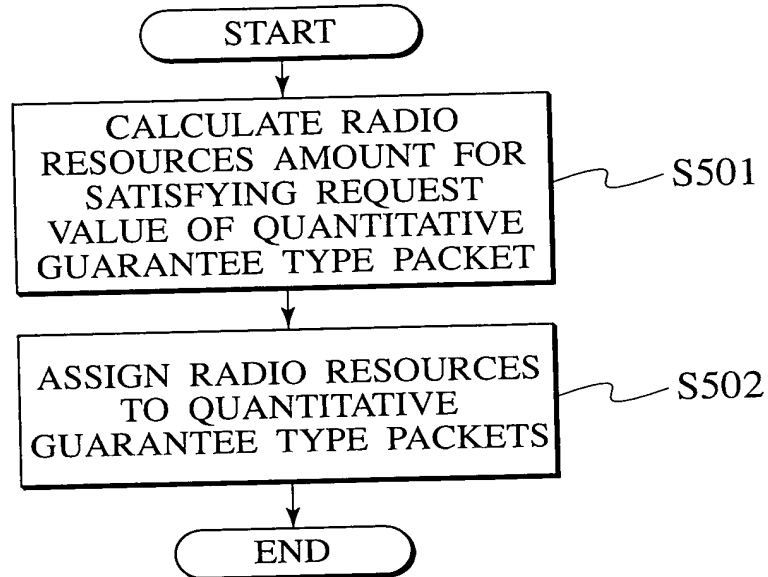 START
CALCULATE RADIO
RESOURCES AMOUNT FOR
SATISFYING REQUEST
VALUE OF QUANTITATIVE
GUARANTEE TYPE PACKET
S501
ASSIGN RADIO RESOURCES
TO QUANTITATIVE
GUARANTEE TYPE PACKETS
S502
END